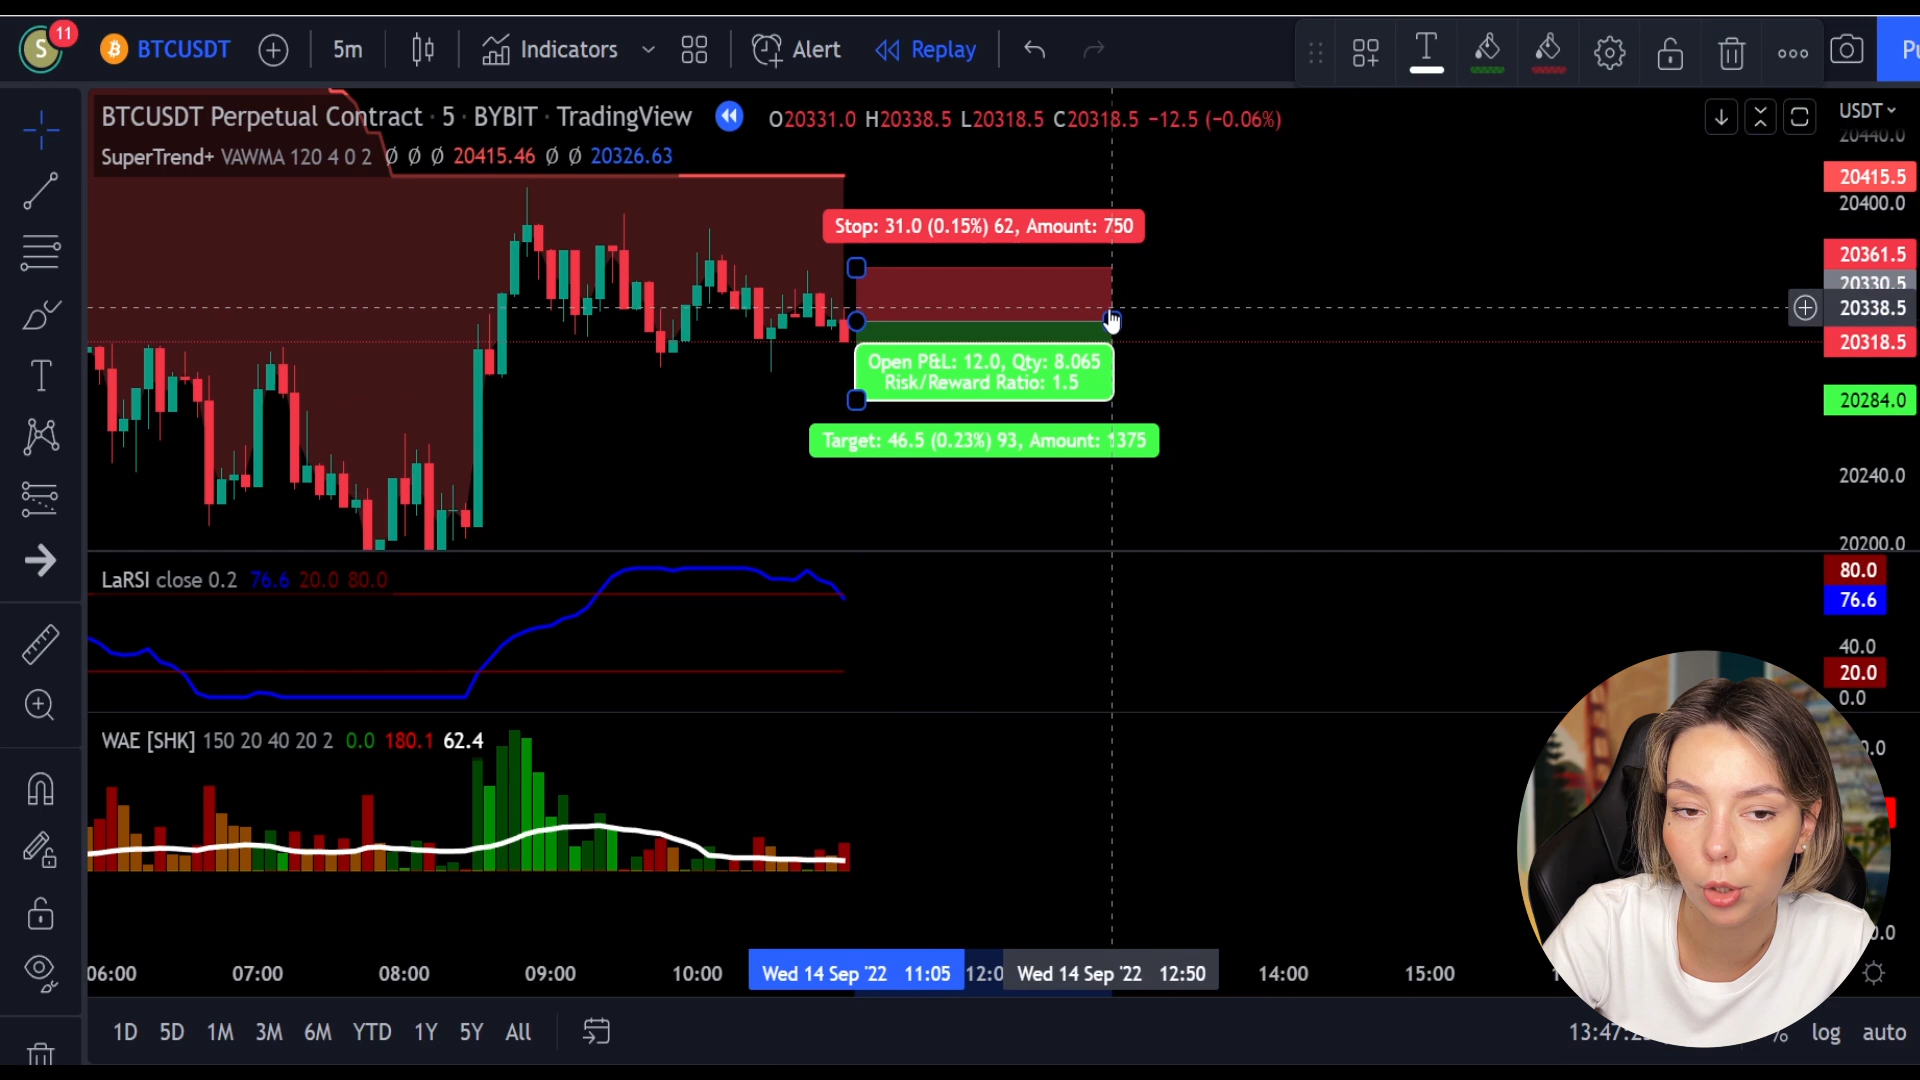 S 11 BTCUSDT 5m Indicators Alert Replay
BTCUSDT Perpetual Contract · 5 · BYBIT · TradingView O20331.0 H20338.5 L20318.5 C20318.5 −12.5 (−0.06%) USDT
SuperTrend+ VAWMA 120 4 0 2 Ø Ø Ø 20415.46 Ø Ø 20326.63
20440.0
20415.5
20400.0
Stop: 31.0 (0.15%) 62, Amount: 750
20361.5
20330.5
20338.5
20318.5
Open P&L: 12.0, Qty: 8.065
Risk/Reward Ratio: 1.5
20284.0
Target: 46.5 (0.23%) 93, Amount: 1375
20240.0
20200.0
LaRSI close 0.2 76.6 20.0 80.0
80.0
76.6
40.0
20.0
0.0
WAE [SHK] 150 20 40 20 2 0.0 180.1 62.4
06:00 07:00 08:00 09:00 10:00 Wed 14 Sep '22 11:05 Wed 14 Sep '22 12:50 14:00 15:00
1D 5D 1M 3M 6M YTD 1Y 5Y All % log auto